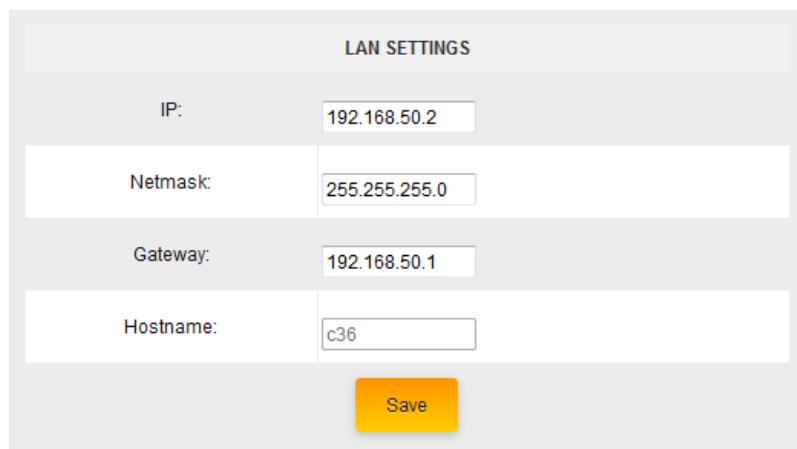 LAN SETTINGS
IP: 192.168.50.2
Netmask: 255.255.255.0
Gateway: 192.168.50.1
Hostname: c36
Save